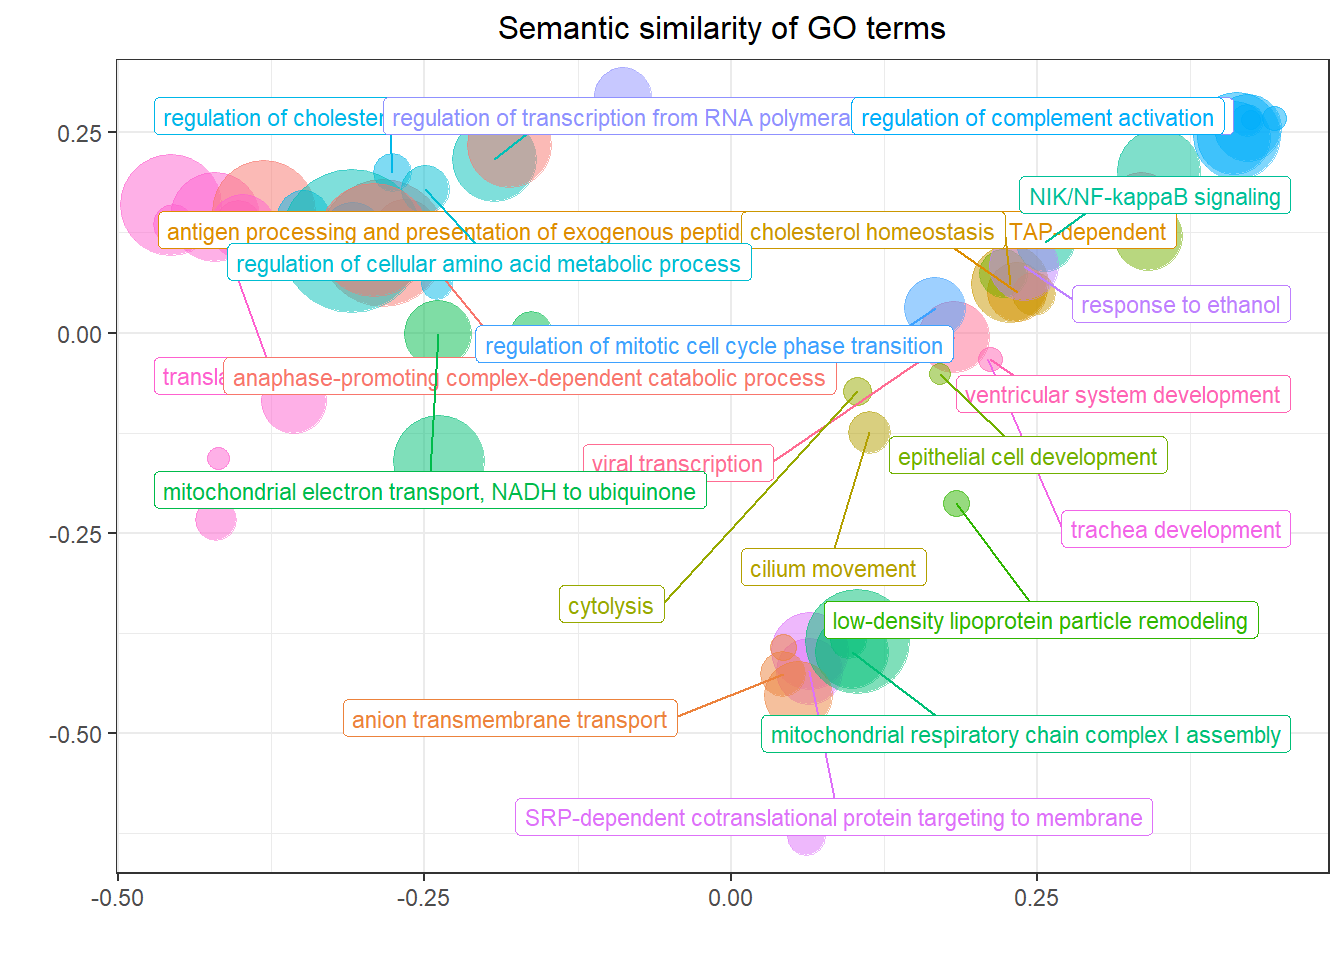 Semantic similarity of GO terms
0.25
regulation of
regulation of transcription from RNA
regulation of complement activation
NIK/NF-kappaB signaling
antigen processing and presentation of exogenous
cholesterol homeostasis
TAP-dependent
regulation of cellular amino acid metabolic process
response to ethanol
0.00
regulation of mitotic cell cycle phase transition
anaphase-promoting complex-dependent catabolic process
ventricular system development
viral transcription
epithelial cell development
mitochondrial electron transport, NADH to ubiquinone
-0.25
trachea development
cilium movement
cytolysis
low-density lipoprotein particle remodeling
anion transmembrane transport
-0.50
mitochondrial respiratory chain complex I assembly
SRP-dependent cotranslational protein targeting to membrane
-0.50
-0.25
0.00
0.25